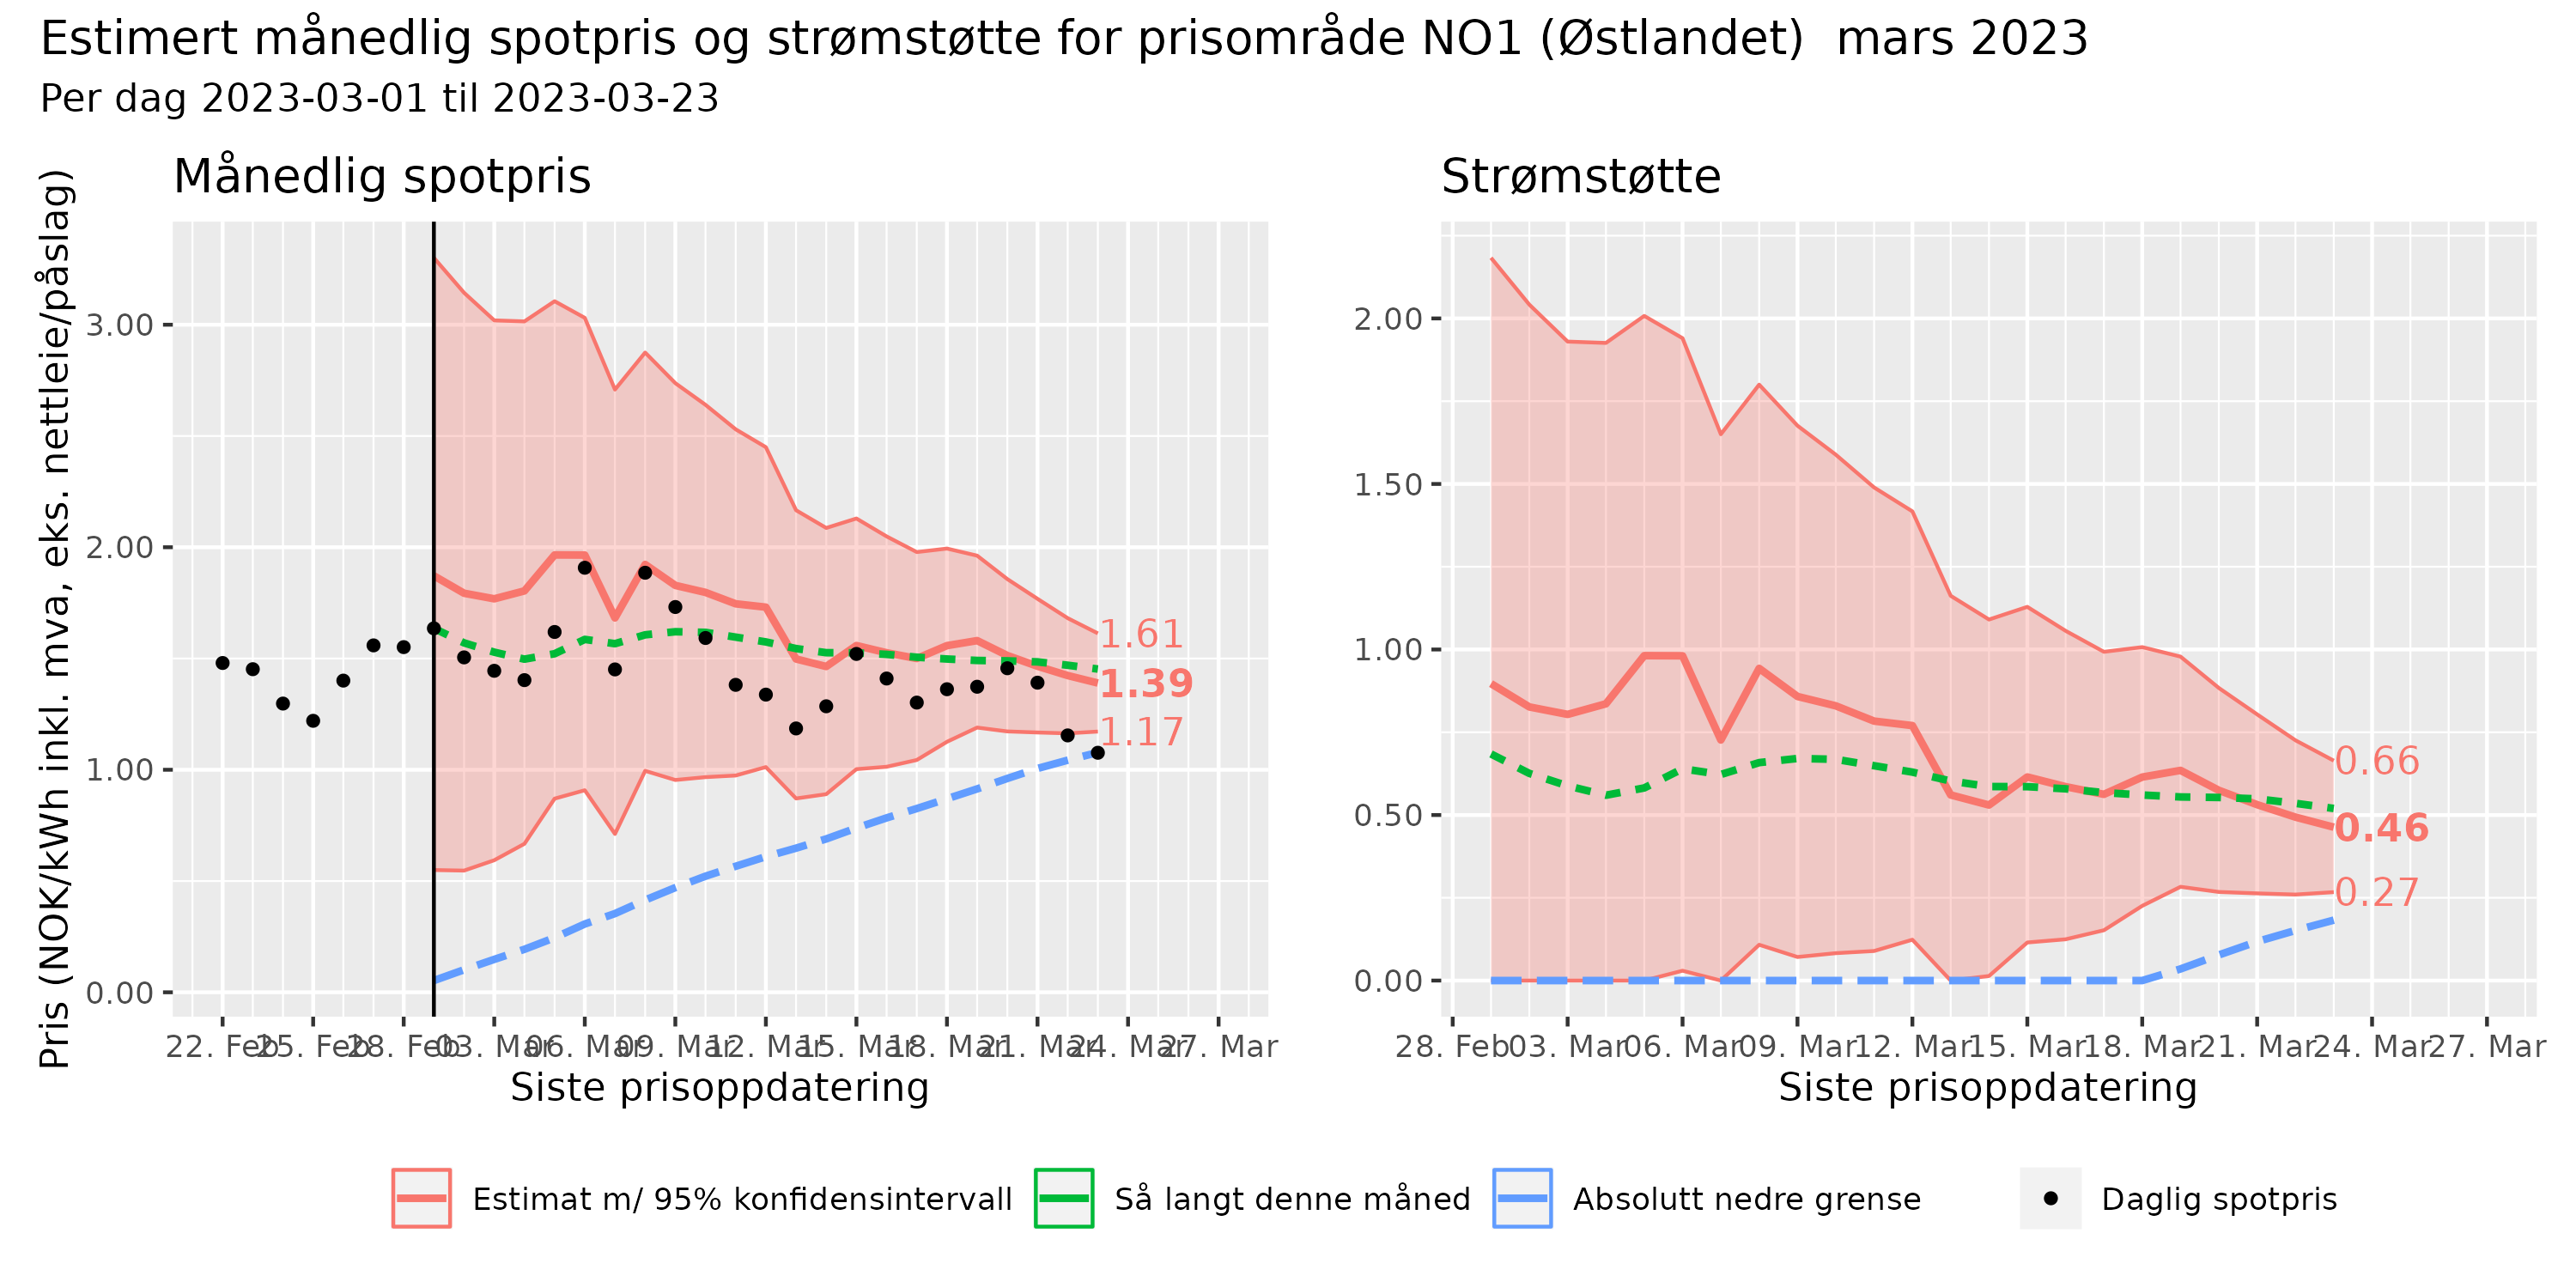 Estimert månedlig spotpris og strømstøtte for prisområde NO1 (Østlandet)  mars 2023
Per dag 2023-03-01 til 2023-03-23
Månedlig spotpris
Pris (NOK/kWh inkl. mva, eks. nettleie/påslag)
3.00
2.00
1.00
0.00
1.61
1.39
1.17
22. Feb 25. Feb 28. Feb 03. Mar 06. Mar 09. Mar 12. Mar 15. Mar 18. Mar 21. Mar 24. Mar 27. Mar
Siste prisoppdatering
Strømstøtte
2.00
1.50
1.00
0.50
0.00
0.66
0.46
0.27
28. Feb 03. Mar 06. Mar 09. Mar 12. Mar 15. Mar 18. Mar 21. Mar 24. Mar 27. Mar
Siste prisoppdatering
Estimat m/ 95% konfidensintervall Så langt denne måned Absolutt nedre grense Daglig spotpris